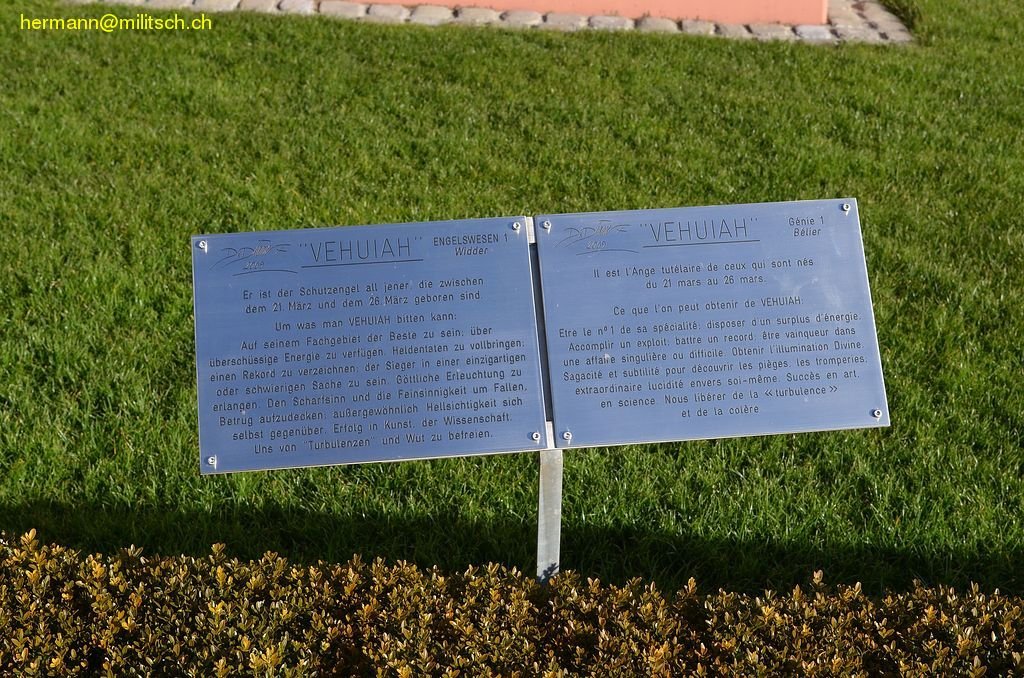 hermann@militsch.ch
"VEHUIAH"
ENGELSWESEN 1
Widder
2009
Er ist der Schutzengel all jener, die zwischen
dem 21. März und dem 26. März geboren sind.
Um was man VEHUIAH bitten kann:
Auf seinem Fachgebiet der Beste zu sein; über
überschüssige Energie zu verfügen. Heldentaten zu vollbringen;
einen Rekord zu verzeichnen; der Sieger in einer einzigartigen
oder schwierigen Sache zu sein. Göttliche Erleuchtung zu
erlangen. Den Scharfsinn und die Feinsinnigkeit um Fallen,
Betrug aufzudecken; außergewöhnlich Hellsichtigkeit sich
selbst gegenüber. Erfolg in Kunst, der Wissenschaft.
Uns von "Turbulenzen" und Wut zu befreien.
"VEHUIAH"
Génie 1
Bélier
2009
Il est l'Ange tutélaire de ceux qui sont nés
du 21 mars au 26 mars.
Ce que l'on peut obtenir de VEHUIAH:
Etre le n°1 de sa spécialité; disposer d'un surplus d'énergie.
Accomplir un exploit; battre un record; être vainqueur dans
une affaire singulière ou difficile. Obtenir l'illumination Divine.
Sagacité et subtilité pour découvrir les pièges, les tromperies;
extraordinaire lucidité envers soi-même. Succès en art,
en science. Nous libérer de la «turbulence»
et de la colère